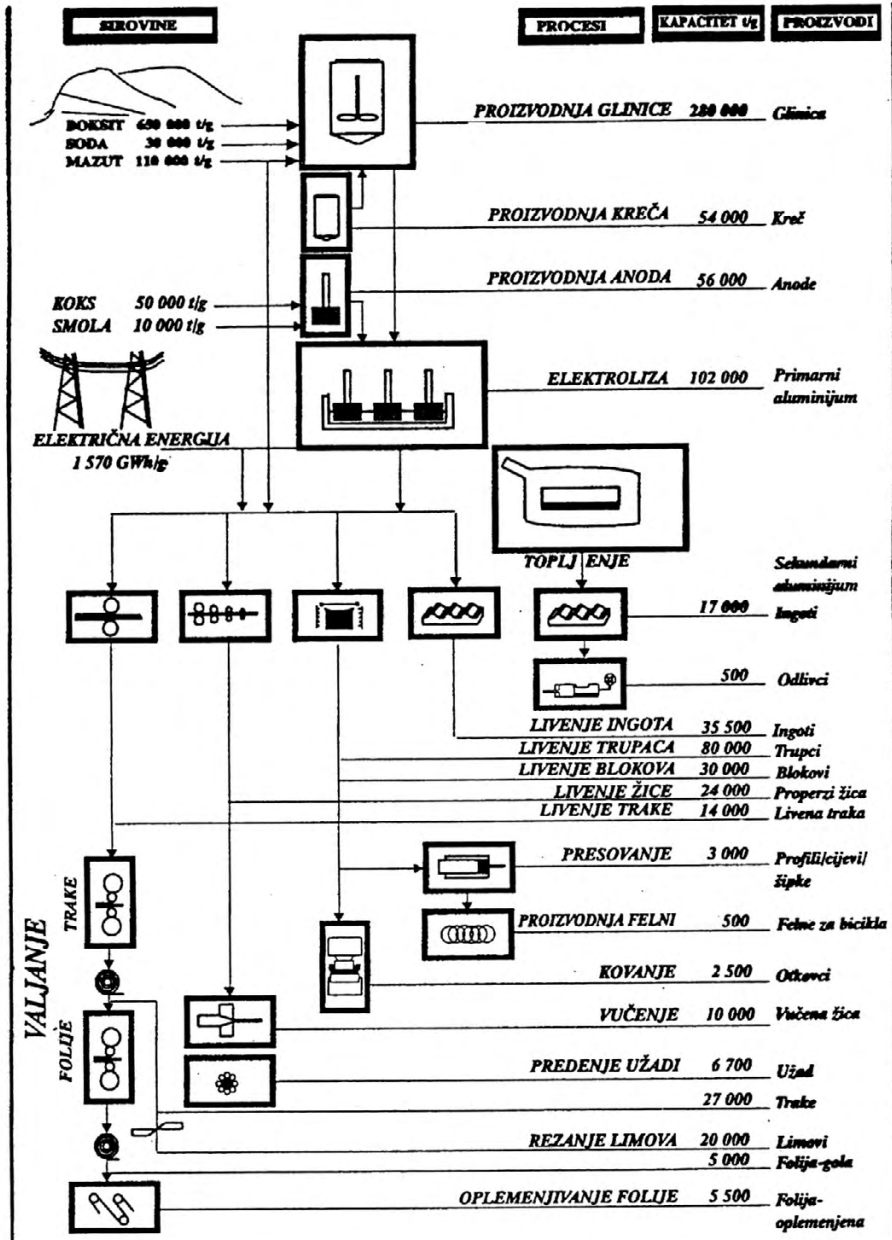 SIROVINE PROCESI KAPACITET t/g PROIZVODI
BOKSIT 650 000 t/g
SODA 30 000 t/g
MAZUT 110 000 t/g
PROIZVODNJA GLINICE 280 000 Glinica
PROIZVODNJA KREČA 54 000 Kreč
PROIZVODNJA ANODA 56 000 Anode
KOKS 50 000 t/g
SMOLA 10 000 t/g
ELEKTROLIZA 102 000 Primarni
aluminijum
ELEKTRIČNA ENERGIJA
1 570 GWh/g
TOPLJENJE
Sekundarni
aluminijum
17 000 Ingoti
500 Odlivci
LIVENJE INGOTA 35 500 Ingoti
LIVENJE TRUPACA 80 000 Trupci
LIVENJE BLOKOVA 30 000 Blokovi
LIVENJE ŽICE 24 000 Properzi žica
LIVENJE TRAKE 14 000 Livena traka
PRESOVANJE 3 000 Profili/cijevi/
šipke
PROIZVODNJA FELNI 500 Felne za bicikla
KOVANJE 2 500 Otkovci
VUČENJE 10 000 Vučena žica
PREDENJE UŽADI 6 700 Užad
27 000 Trake
REZANJE LIMOVA 20 000 Limovi
5 000 Folija-gola
OPLEMENJIVANJE FOLIJE 5 500 Folija-
oplemenjena
VALJANJE
TRAKE
FOLIJE